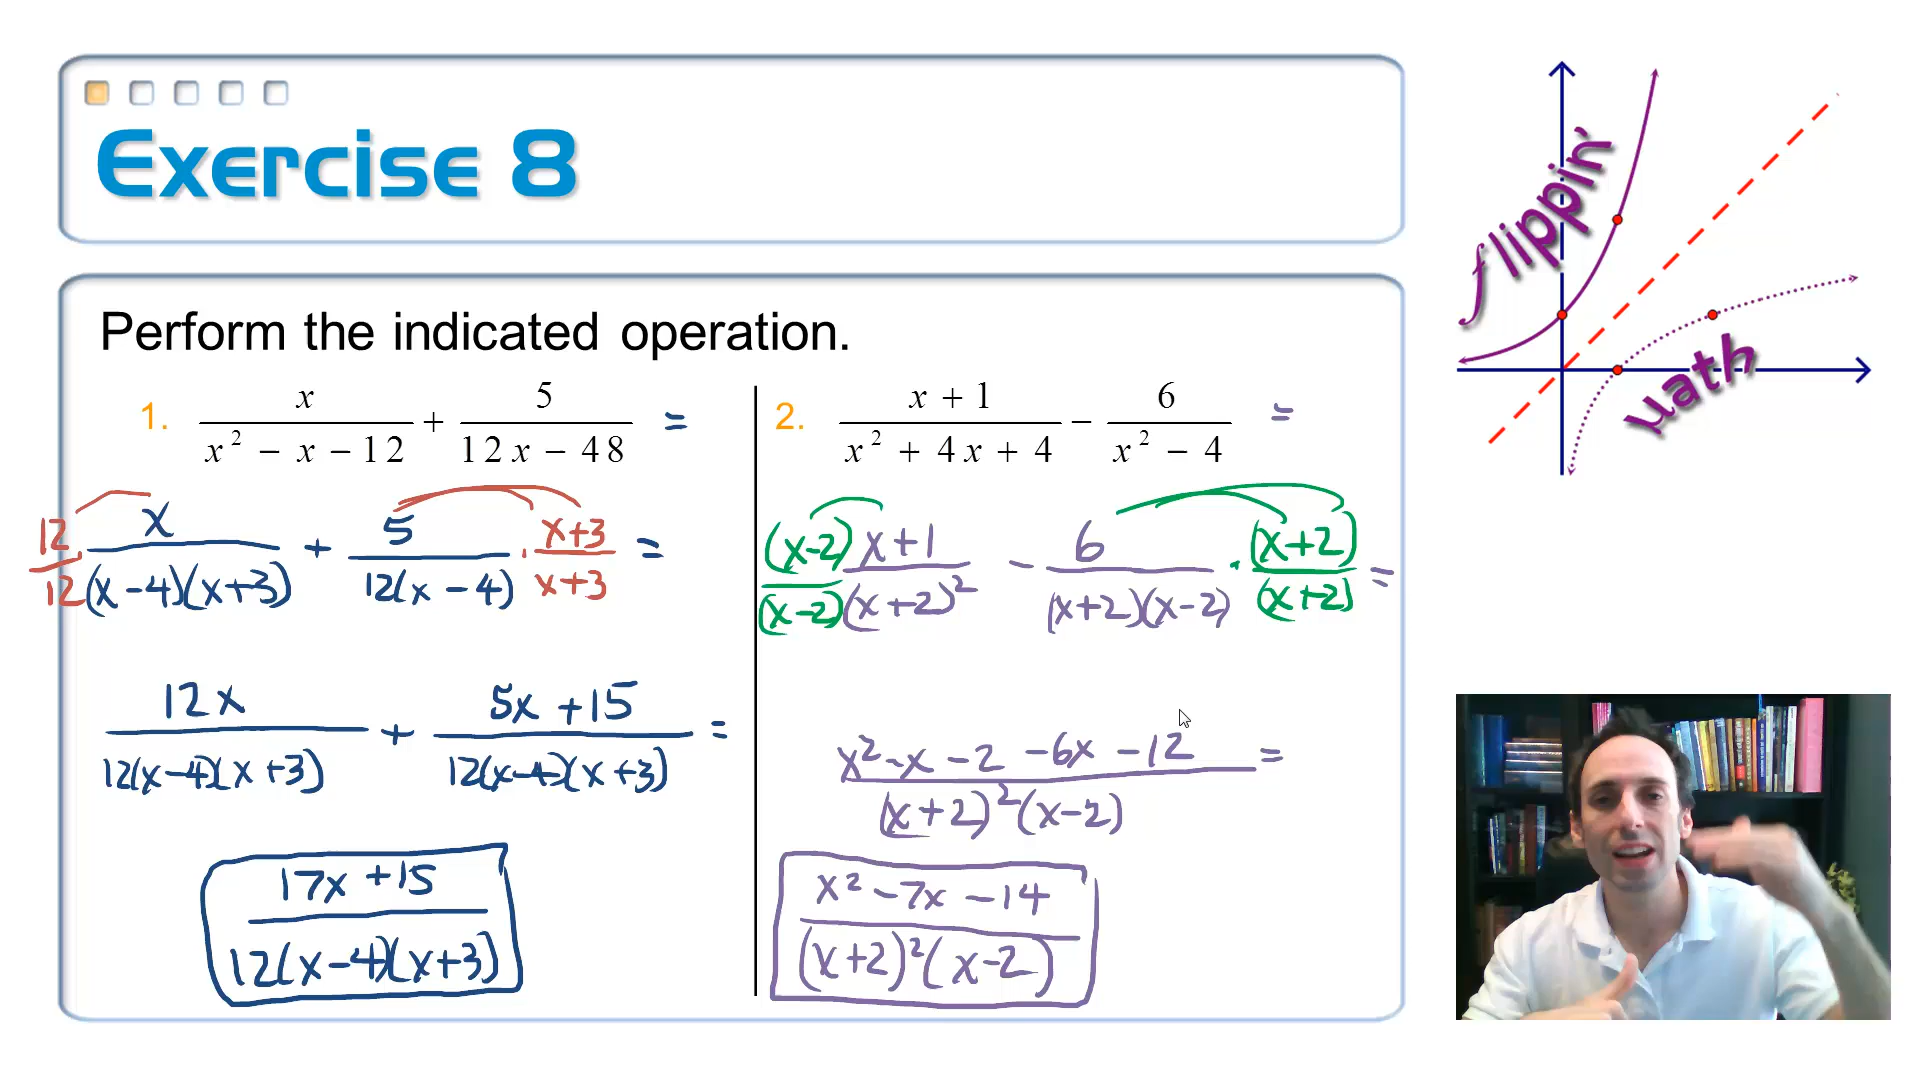 Exercise 8
Perform the indicated operation.
1. x/(x² − x − 12) + 5/(12x − 48) =
12/12 · x/((x−4)(x+3)) + 5/(12(x−4)) · (x+3)/(x+3) =
12x/(12(x−4)(x+3)) + (5x+15)/(12(x−4)(x+3)) =
(17x+15)/(12(x−4)(x+3))
2. (x + 1)/(x² + 4x + 4) − 6/(x² − 4) =
(x−2)/(x−2) (x+1)/(x+2)² − 6/((x+2)(x−2)) · (x+2)/(x+2) =
(x²−x−2−6x−12)/((x+2)²(x−2)) =
(x²−7x−14)/((x+2)²(x−2))
flippin'
math